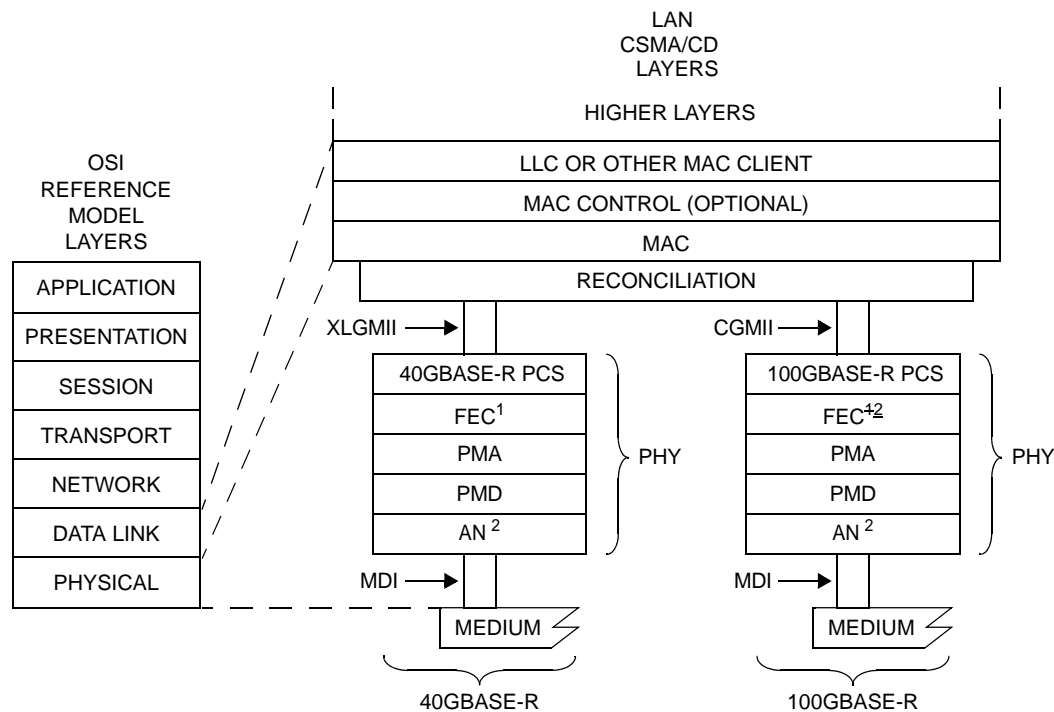 LAN
CSMA/CD
LAYERS
HIGHER LAYERS
LLC OR OTHER MAC CLIENT
MAC CONTROL (OPTIONAL)
MAC
RECONCILIATION
OSI
REFERENCE
MODEL
LAYERS
APPLICATION
PRESENTATION
SESSION
TRANSPORT
NETWORK
DATA LINK
PHYSICAL
XLGMII
40GBASE-R PCS
FEC1
PMA
PMD
AN 2
PHY
MDI
MEDIUM
40GBASE-R
CGMII
100GBASE-R PCS
FEC12
PMA
PMD
AN 2
PHY
MDI
MEDIUM
100GBASE-R